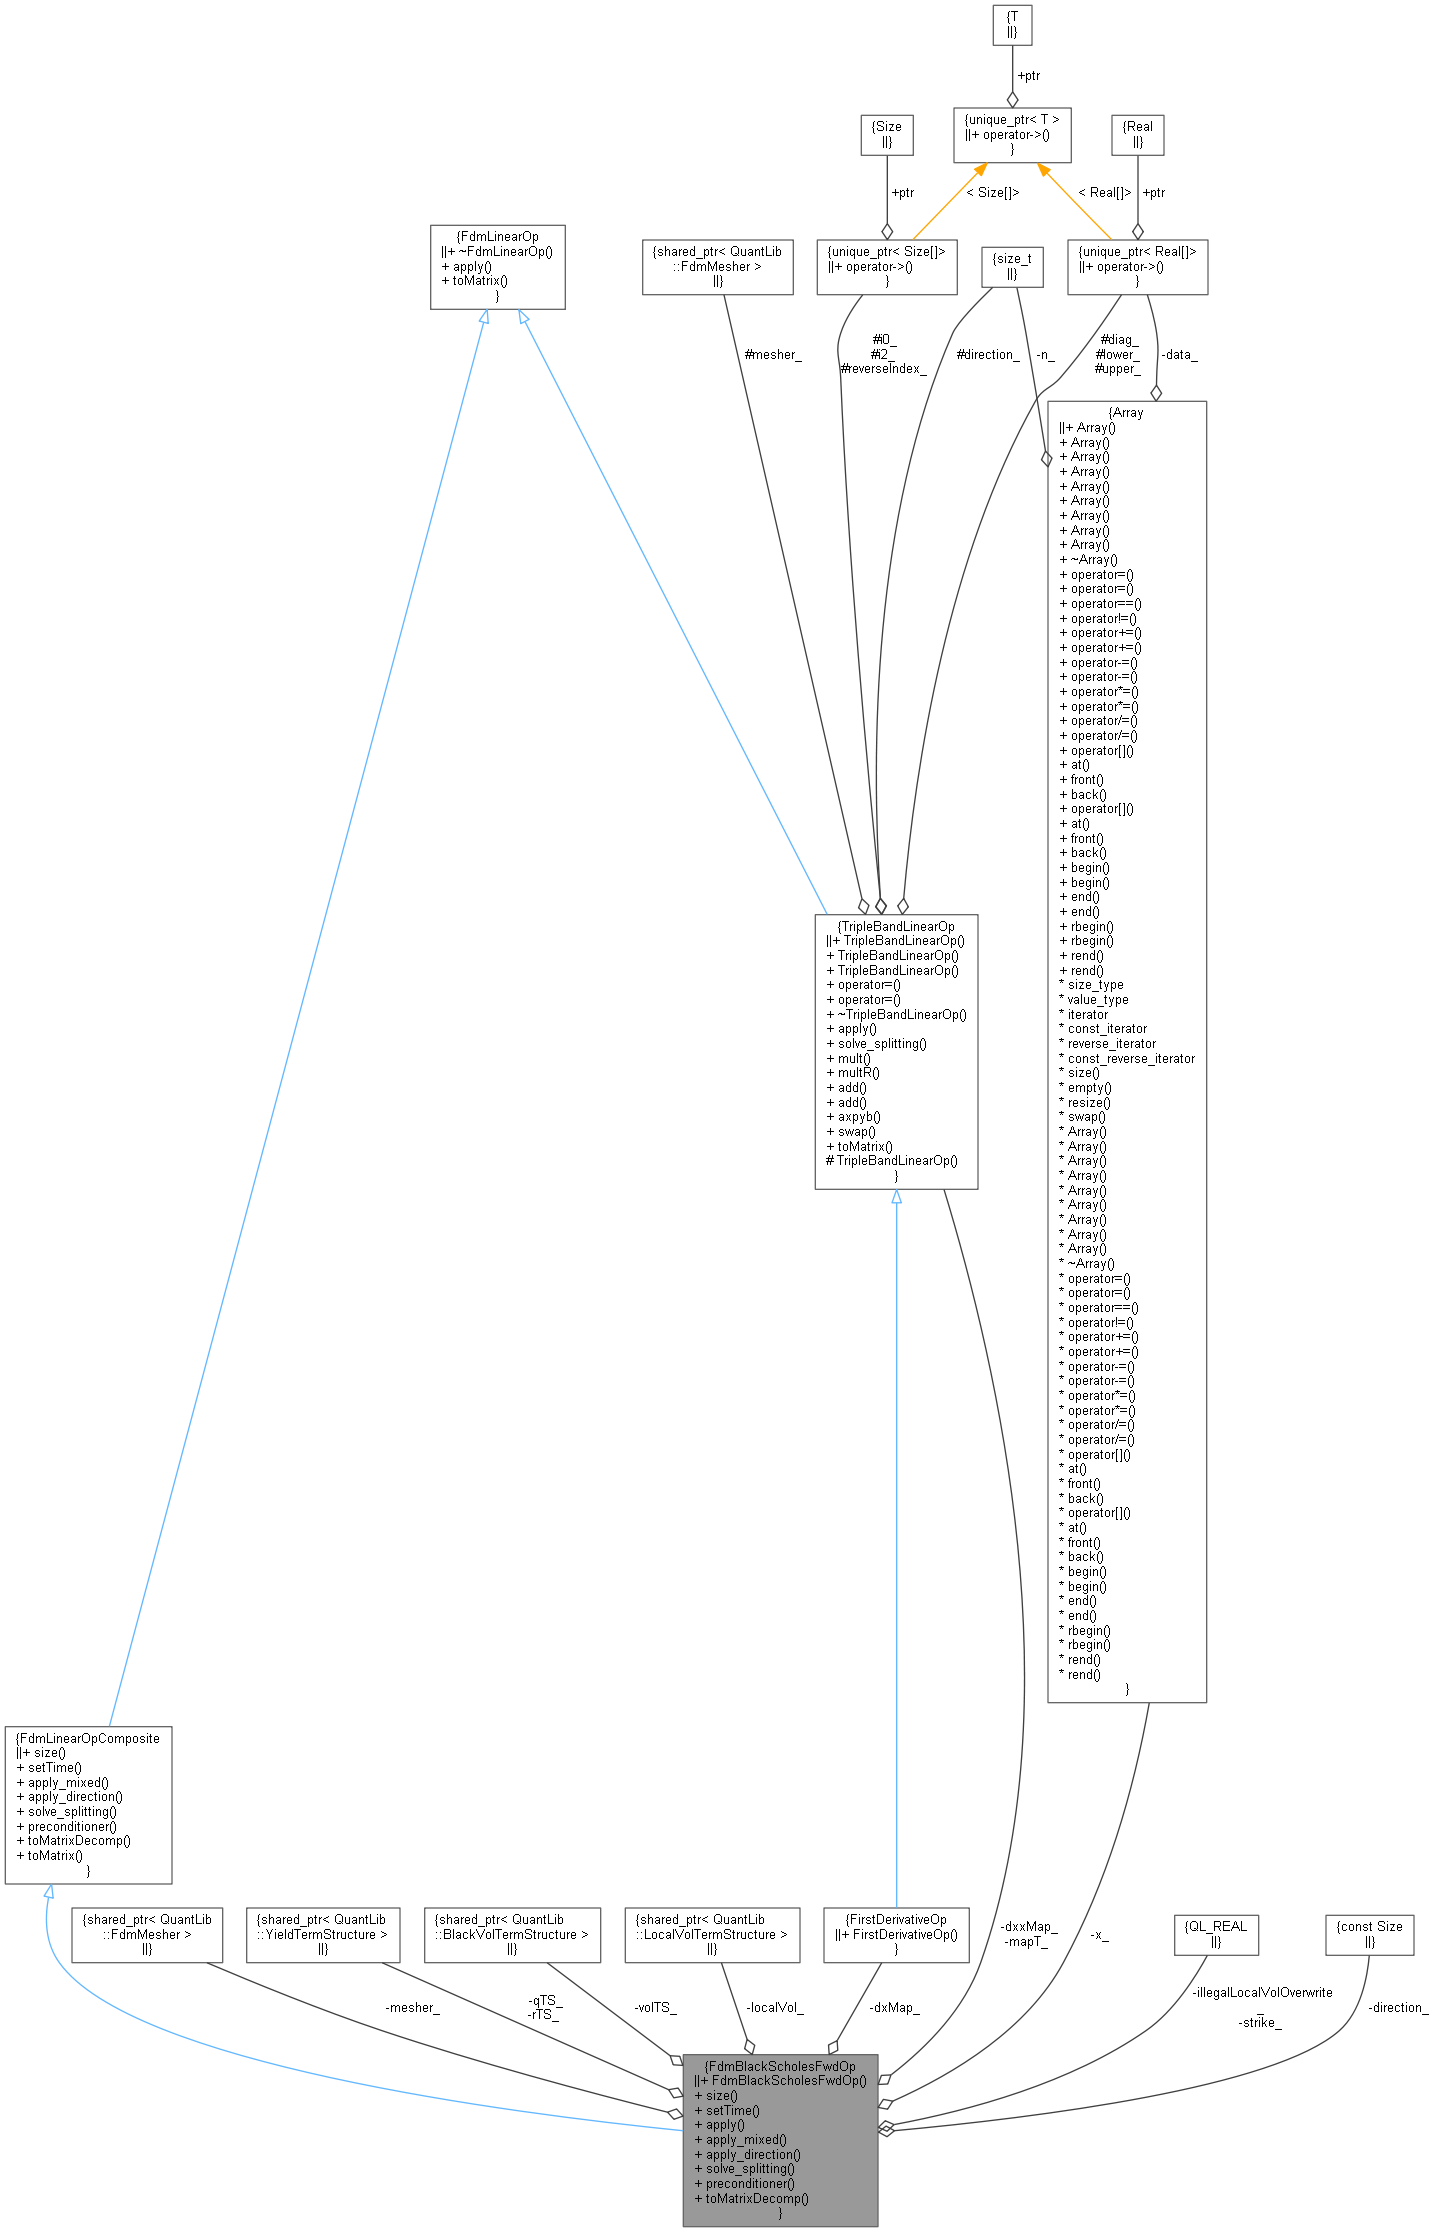 {T
||}
+ptr
{Size
||}
{unique_ptr< T >
||+ operator->()
}
{Real
||}
+ptr
< Size[]>
< Real[]>
+ptr
{FdmLinearOp
||+ ~FdmLinearOp()
+ apply()
+ toMatrix()
}
{shared_ptr< QuantLib
::FdmMesher >
||}
{unique_ptr< Size[]>
||+ operator->()
}
{size_t
||}
{unique_ptr< Real[]>
||+ operator->()
}
#mesher_
#i0_
#i2_
#reverseIndex_
#direction_
-n_
#diag_
#lower_
#upper_
-data_
{Array
||+ Array()
+ Array()
+ Array()
+ Array()
+ Array()
+ Array()
+ Array()
+ Array()
+ Array()
+ ~Array()
+ operator=()
+ operator=()
+ operator==()
+ operator!=()
+ operator+=()
+ operator+=()
+ operator-=()
+ operator-=()
+ operator*=()
+ operator*=()
+ operator/=()
+ operator/=()
+ operator[]()
+ at()
+ front()
+ back()
+ operator[]()
+ at()
+ front()
+ back()
+ begin()
+ begin()
+ end()
+ end()
+ rbegin()
+ rbegin()
+ rend()
+ rend()
* size_type
* value_type
* iterator
* const_iterator
* reverse_iterator
* const_reverse_iterator
* size()
* empty()
* resize()
* swap()
* Array()
* Array()
* Array()
* Array()
* Array()
* Array()
* Array()
* Array()
* Array()
* ~Array()
* operator=()
* operator=()
* operator==()
* operator!=()
* operator+=()
* operator+=()
* operator-=()
* operator-=()
* operator*=()
* operator*=()
* operator/=()
* operator/=()
* operator[]()
* at()
* front()
* back()
* operator[]()
* at()
* front()
* back()
* begin()
* begin()
* end()
* end()
* rbegin()
* rbegin()
* rend()
* rend()
}
{TripleBandLinearOp
||+ TripleBandLinearOp()
+ TripleBandLinearOp()
+ TripleBandLinearOp()
+ operator=()
+ operator=()
+ ~TripleBandLinearOp()
+ apply()
+ solve_splitting()
+ mult()
+ multR()
+ add()
+ add()
+ axpyb()
+ swap()
+ toMatrix()
# TripleBandLinearOp()
}
{FdmLinearOpComposite
||+ size()
+ setTime()
+ apply_mixed()
+ apply_direction()
+ solve_splitting()
+ preconditioner()
+ toMatrixDecomp()
+ toMatrix()
}
{shared_ptr< QuantLib
::FdmMesher >
||}
{shared_ptr< QuantLib
::YieldTermStructure >
||}
{shared_ptr< QuantLib
::BlackVolTermStructure >
||}
{shared_ptr< QuantLib
::LocalVolTermStructure >
||}
{FirstDerivativeOp
||+ FirstDerivativeOp()
}
-dxxMap_
-mapT_
-x_
{QL_REAL
||}
{const Size
||}
-mesher_
-qTS_
-rTS_
-volTS_
-localVol_
-dxMap_
-illegalLocalVolOverwrite
_
-strike_
-direction_
{FdmBlackScholesFwdOp
||+ FdmBlackScholesFwdOp()
+ size()
+ setTime()
+ apply()
+ apply_mixed()
+ apply_direction()
+ solve_splitting()
+ preconditioner()
+ toMatrixDecomp()
}